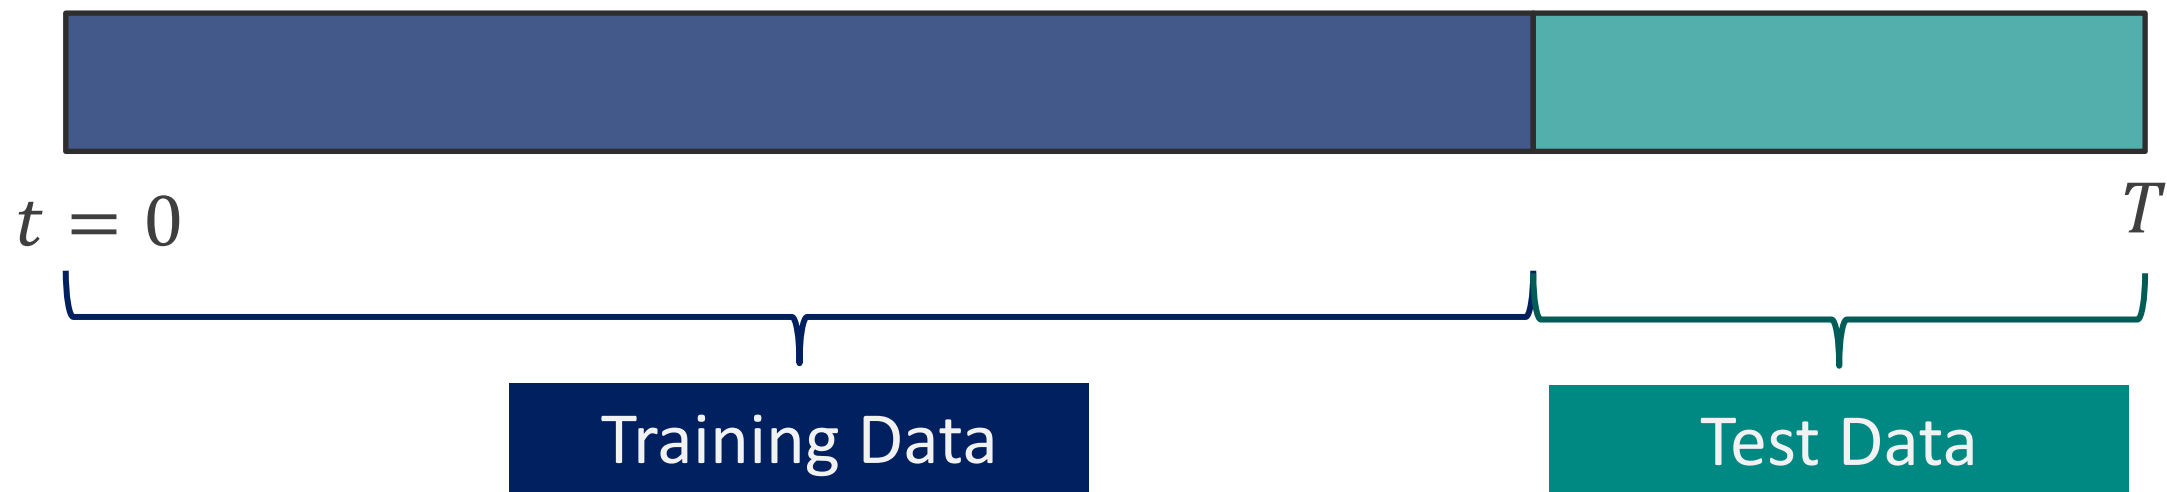 t = 0
T
Training Data
Test Data